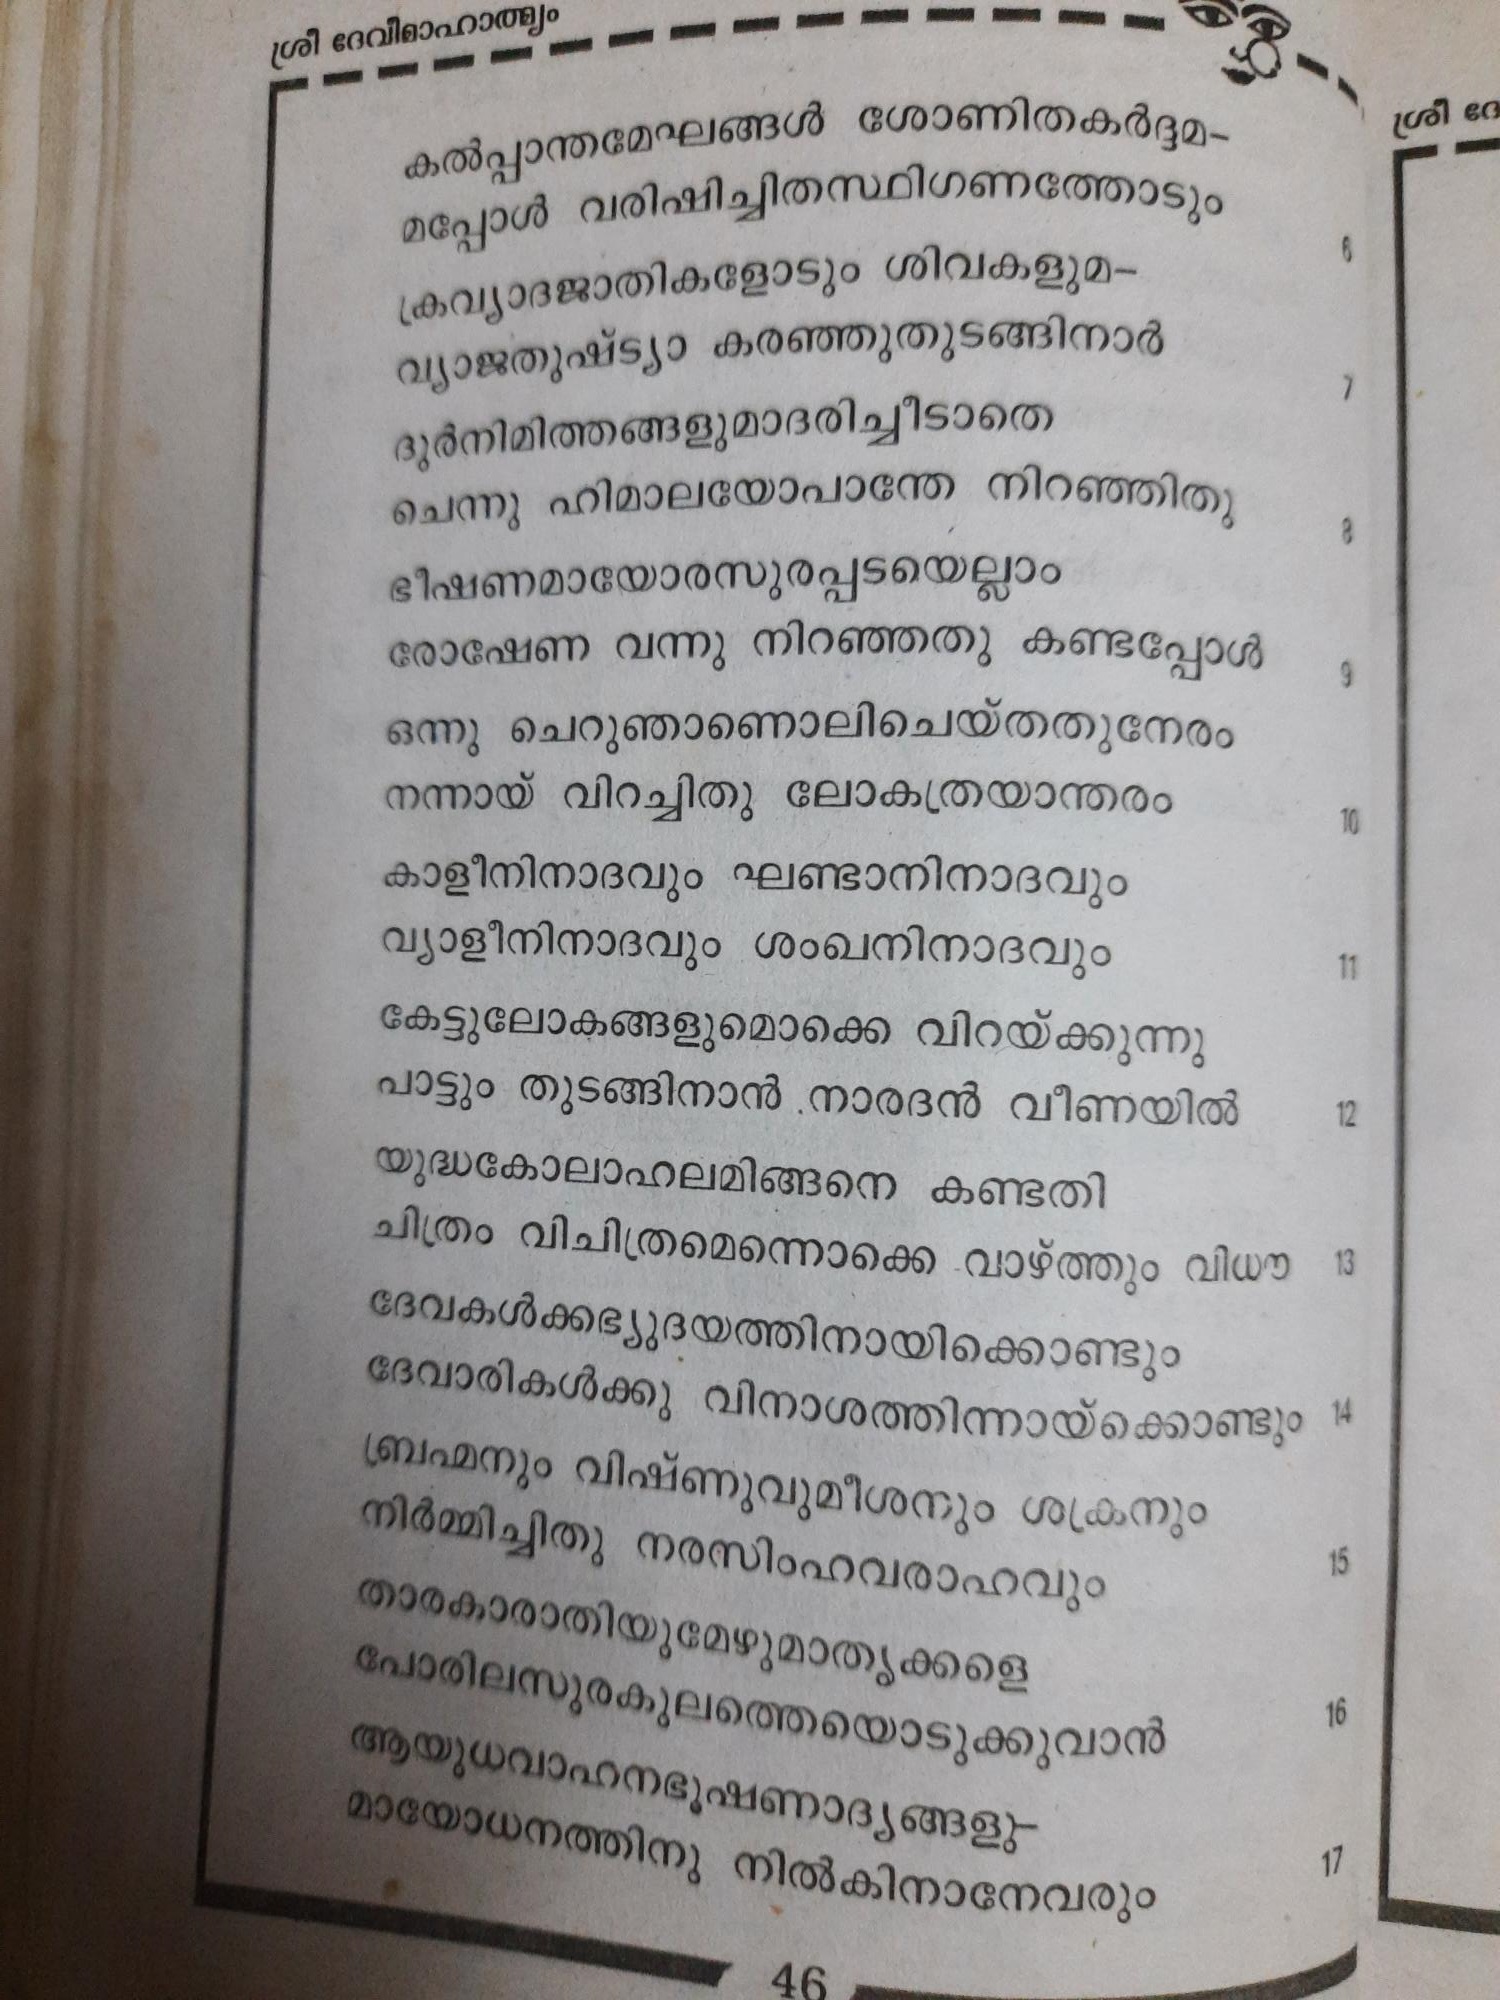 ശ്രീ ദേവീമാഹാത്മ്യം
കൽപ്പാന്തമേഘങ്ങൾ ശോണിതകർദ്ദമ-
മപ്പോൾ വരിഷിച്ചിതസ്ഥിഗണത്തോടും
6
ക്രവ്യാദജാതികളോടും ശിവകളുമ-
വ്യാജതുഷ്ട്യാ കരഞ്ഞുതുടങ്ങിനാർ
7
ദുർനിമിത്തങ്ങളുമാദരിച്ചീടാതെ
ചെന്നു ഹിമാലയോപാന്തേ നിറഞ്ഞിതു
8
ഭീഷണമായോരസുരപ്പടയെല്ലാം
രോഷേണ വന്നു നിറഞ്ഞതു കണ്ടപ്പോൾ
9
ഒന്നു ചെറുഞാണൊലിചെയ്തതുനേരം
നന്നായ് വിറച്ചിതു ലോകത്രയാന്തരം
10
കാളീനിനാദവും ഘണ്ടാനിനാദവും
വ്യാളീനിനാദവും ശംഖനിനാദവും
11
കേട്ടുലോകങ്ങളുമൊക്കെ വിറയ്ക്കുന്നു
പാട്ടും തുടങ്ങിനാൻ നാരദൻ വീണയിൽ
12
യുദ്ധകോലാഹലമിങ്ങനെ കണ്ടതി
ചിത്രം വിചിത്രമെന്നൊക്കെ വാഴ്ത്തും വിധൗ
13
ദേവകൾക്കഭ്യുദയത്തിനായിക്കൊണ്ടും
ദേവാരികൾക്കു വിനാശത്തിന്നായ്ക്കൊണ്ടും
14
ബ്രഹ്മനും വിഷ്ണുവുമീശനും ശക്രനും
നിർമ്മിച്ചിതു നരസിംഹവരാഹവും
15
താരകാരാതിയുമേഴുമാതൃക്കളെ
പോരിലസുരകുലത്തെയൊടുക്കുവാൻ
16
ആയുധവാഹനഭൂഷണാദ്യങ്ങളു-
മായോധനത്തിനു നിൽകിനാനേവരും
17
46
ശ്രീ